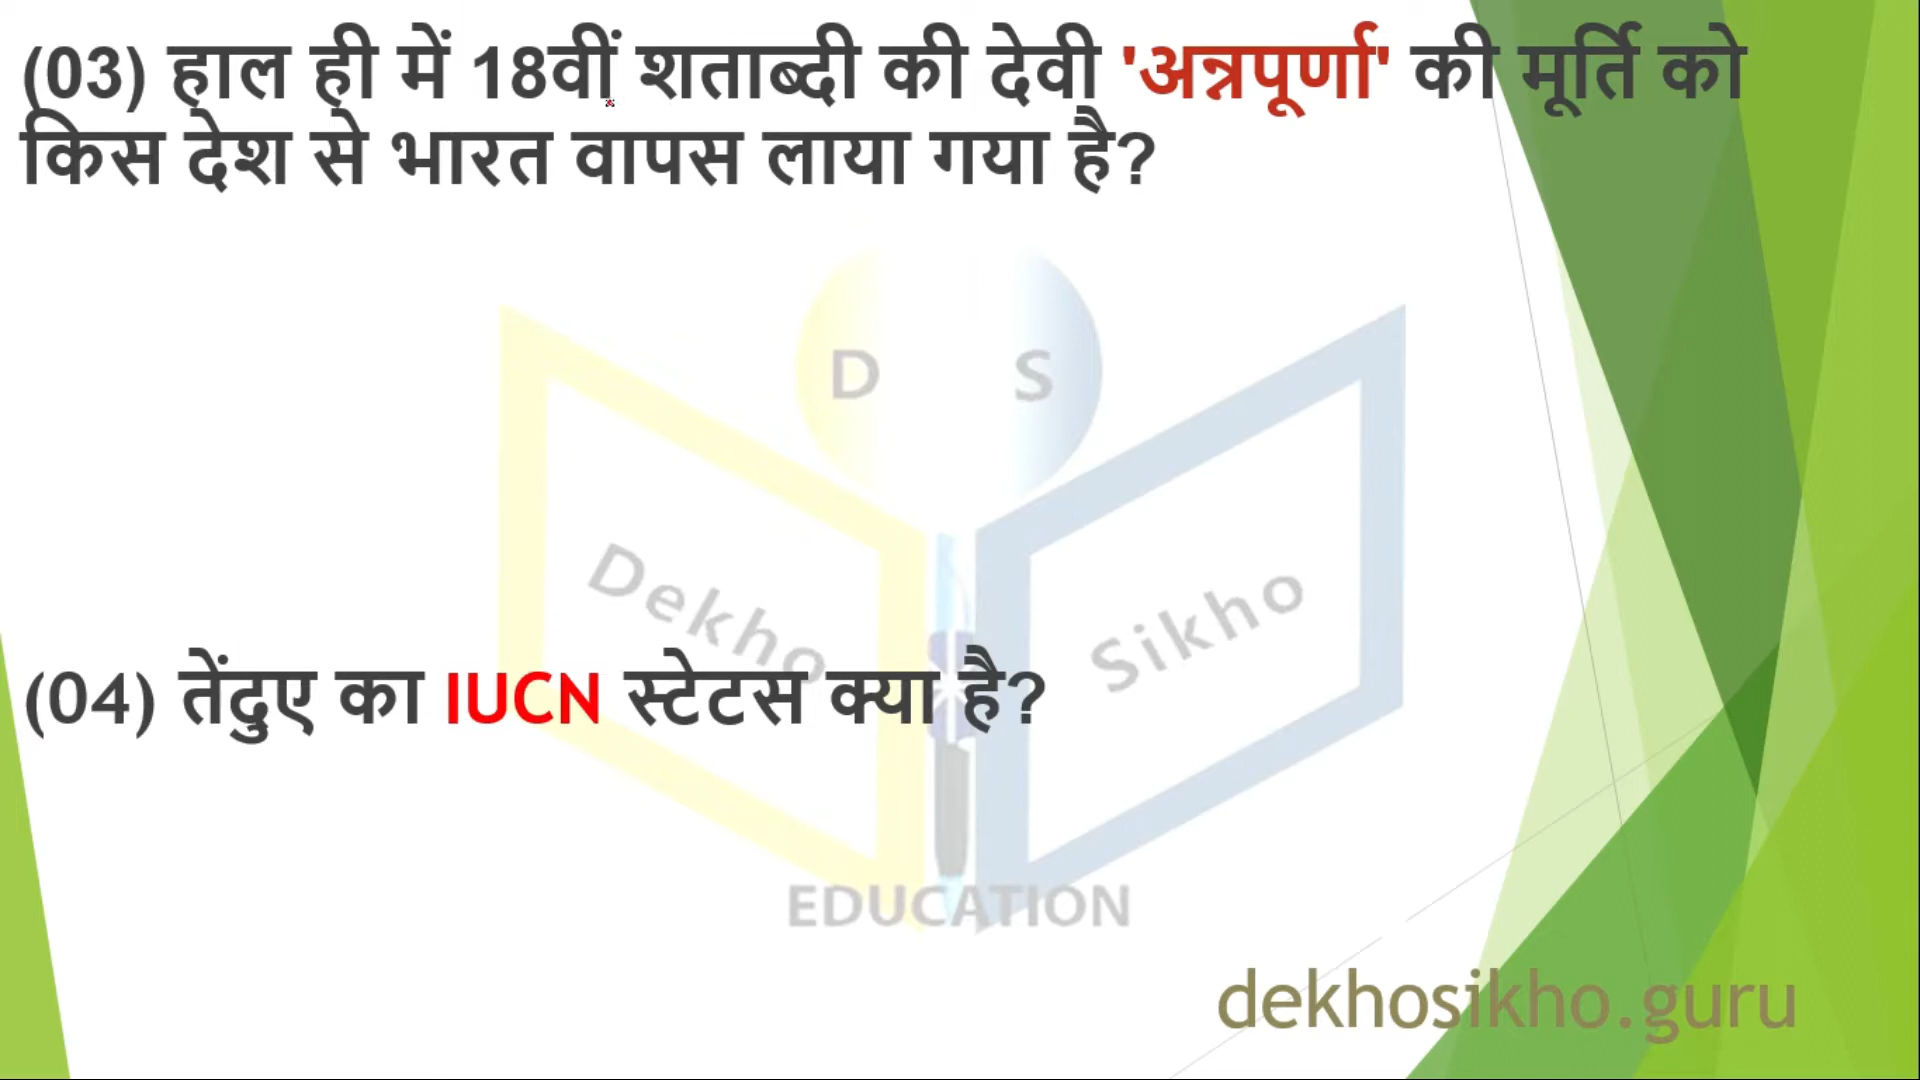 (03) हाल ही में 18वीं शताब्दी की देवी 'अन्नपूर्णा' की मूर्ति को
किस देश से भारत वापस लाया गया है?
D S
Dekho Sikho
(04) तेंदुए का IUCN स्टेटस क्या है?
EDUCATION
dekhosikho.guru